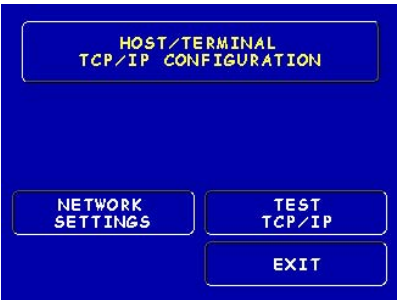 HOST/TERMINAL
TCP/IP CONFIGURATION
NETWORK
SETTINGS
TEST
TCP/IP
EXIT